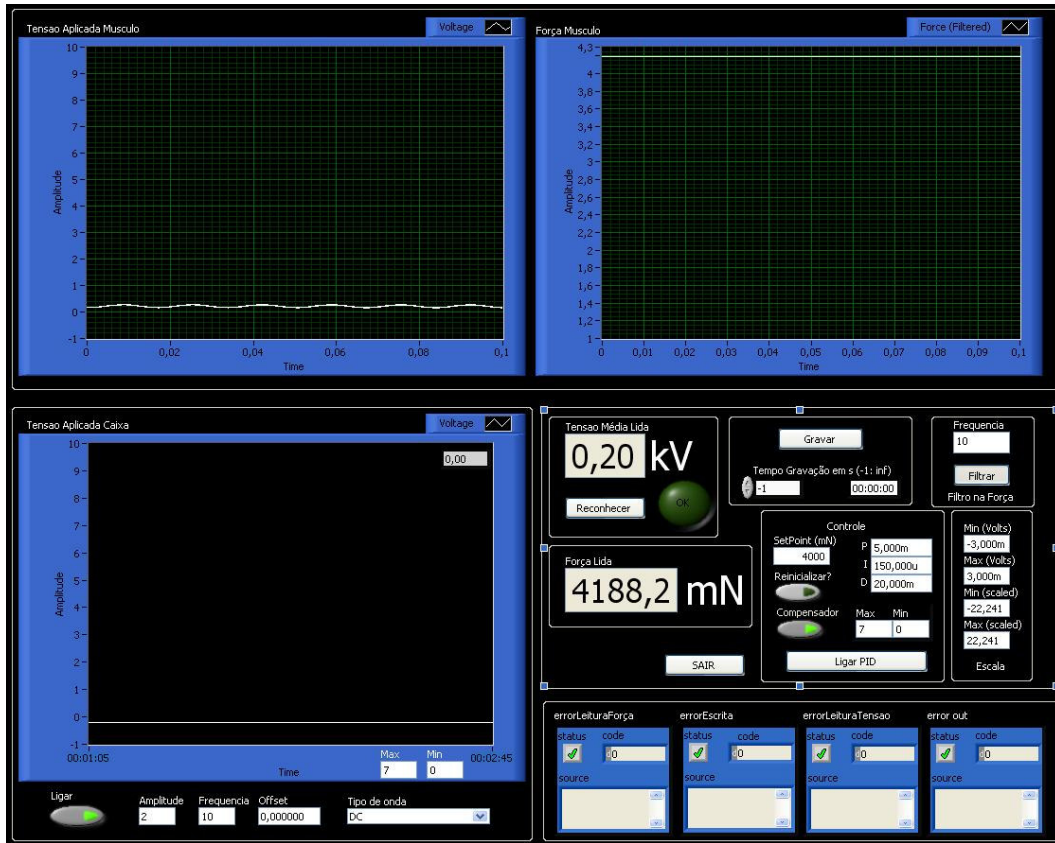 Tensao Aplicada Musculo
Voltage
10
9
8
7
6
5
4
3
2
1
0
-1
Amplitude
0 0,02 0,04 0,06 0,08 0,1
Time
Força Musculo
Force (Filtered)
4,3
4
3,8
3,6
3,4
3,2
3
2,8
2,6
2,4
2,2
2
1,8
1,6
1,4
1,2
1
Amplitude
0 0,01 0,02 0,03 0,04 0,05 0,06 0,07 0,08 0,09 0,1
Time
Tensao Aplicada Caixa
Voltage
0,00
10
9
8
7
6
5
4
3
2
1
0
-1
Amplitude
00:01:05
00:02:45
Time
Max Min
7 0
Ligar
Amplitude Frequencia Offset Tipo de onda
2 10 0,000000 DC
Tensao Média Lida
0,20 kV
Reconhecer
OK
Gravar
Tempo Gravação em s (-1: inf)
-1 00:00:00
Frequencia
10
Filtrar
Filtro na Força
Força Lida
4188,2 mN
SAIR
Controle
SetPoint (mN)
4000
P 5,000m
I 150,000u
D 20,000m
Reinicializar?
Compensador
Max Min
7 0
Ligar PID
Min (Volts)
-3,000m
Max (Volts)
3,000m
Min (scaled)
-22,241
Max (scaled)
22,241
Escala
errorLeituraForça
status code
0
source
errorEscrita
status code
0
source
errorLeituraTensao
status code
0
source
error out
status code
0
source